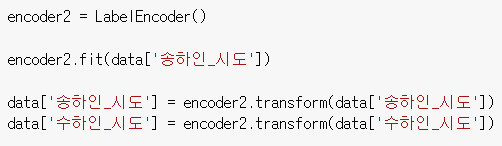 encoder2 = LabelEncoder()
encoder2.fit(data['송하인_시도'])
data['송하인_시도'] = encoder2.transform(data['송하인_시도'])
data['수하인_시도'] = encoder2.transform(data['수하인_시도'])